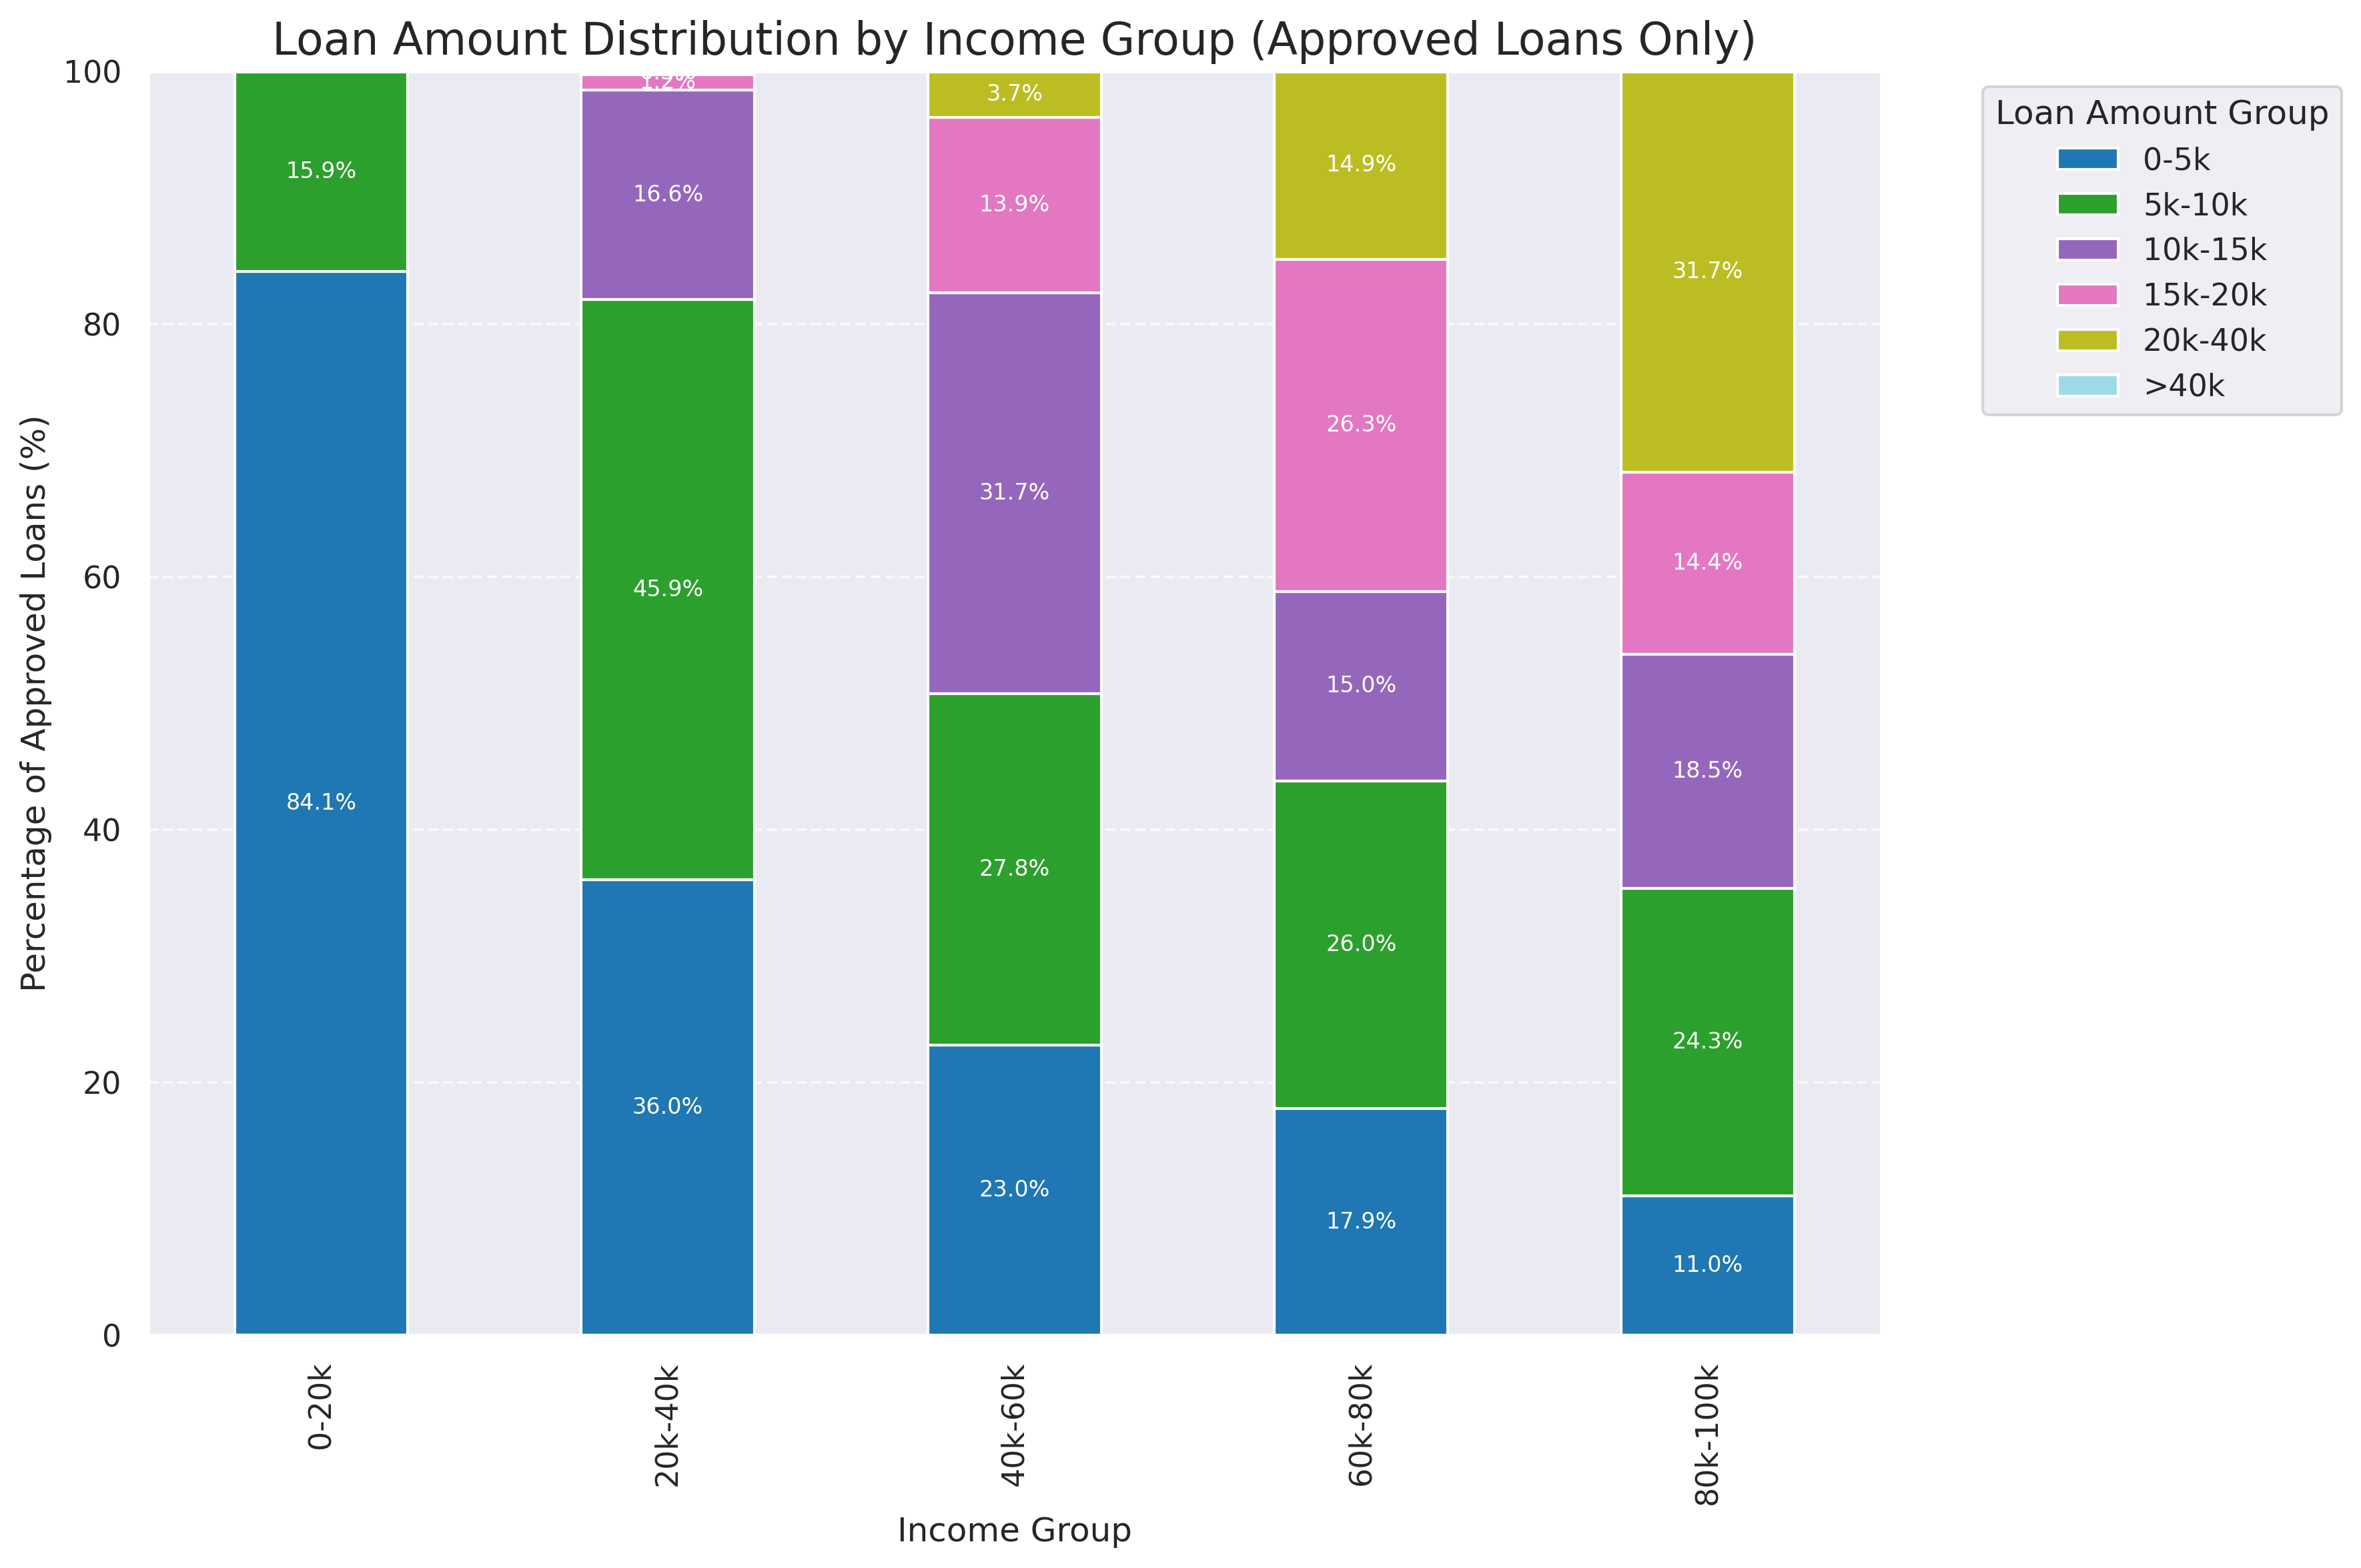 Loan Amount Distribution by Income Group (Approved Loans Only)
Percentage of Approved Loans (%)
100
80
60
40
20
0
15.9%
84.1%
1.2%
16.6%
45.9%
36.0%
3.7%
13.9%
31.7%
27.8%
23.0%
14.9%
26.3%
15.0%
26.0%
17.9%
31.7%
14.4%
18.5%
24.3%
11.0%
0-20k
20k-40k
40k-60k
60k-80k
80k-100k
Income Group
Loan Amount Group
0-5k
5k-10k
10k-15k
15k-20k
20k-40k
>40k